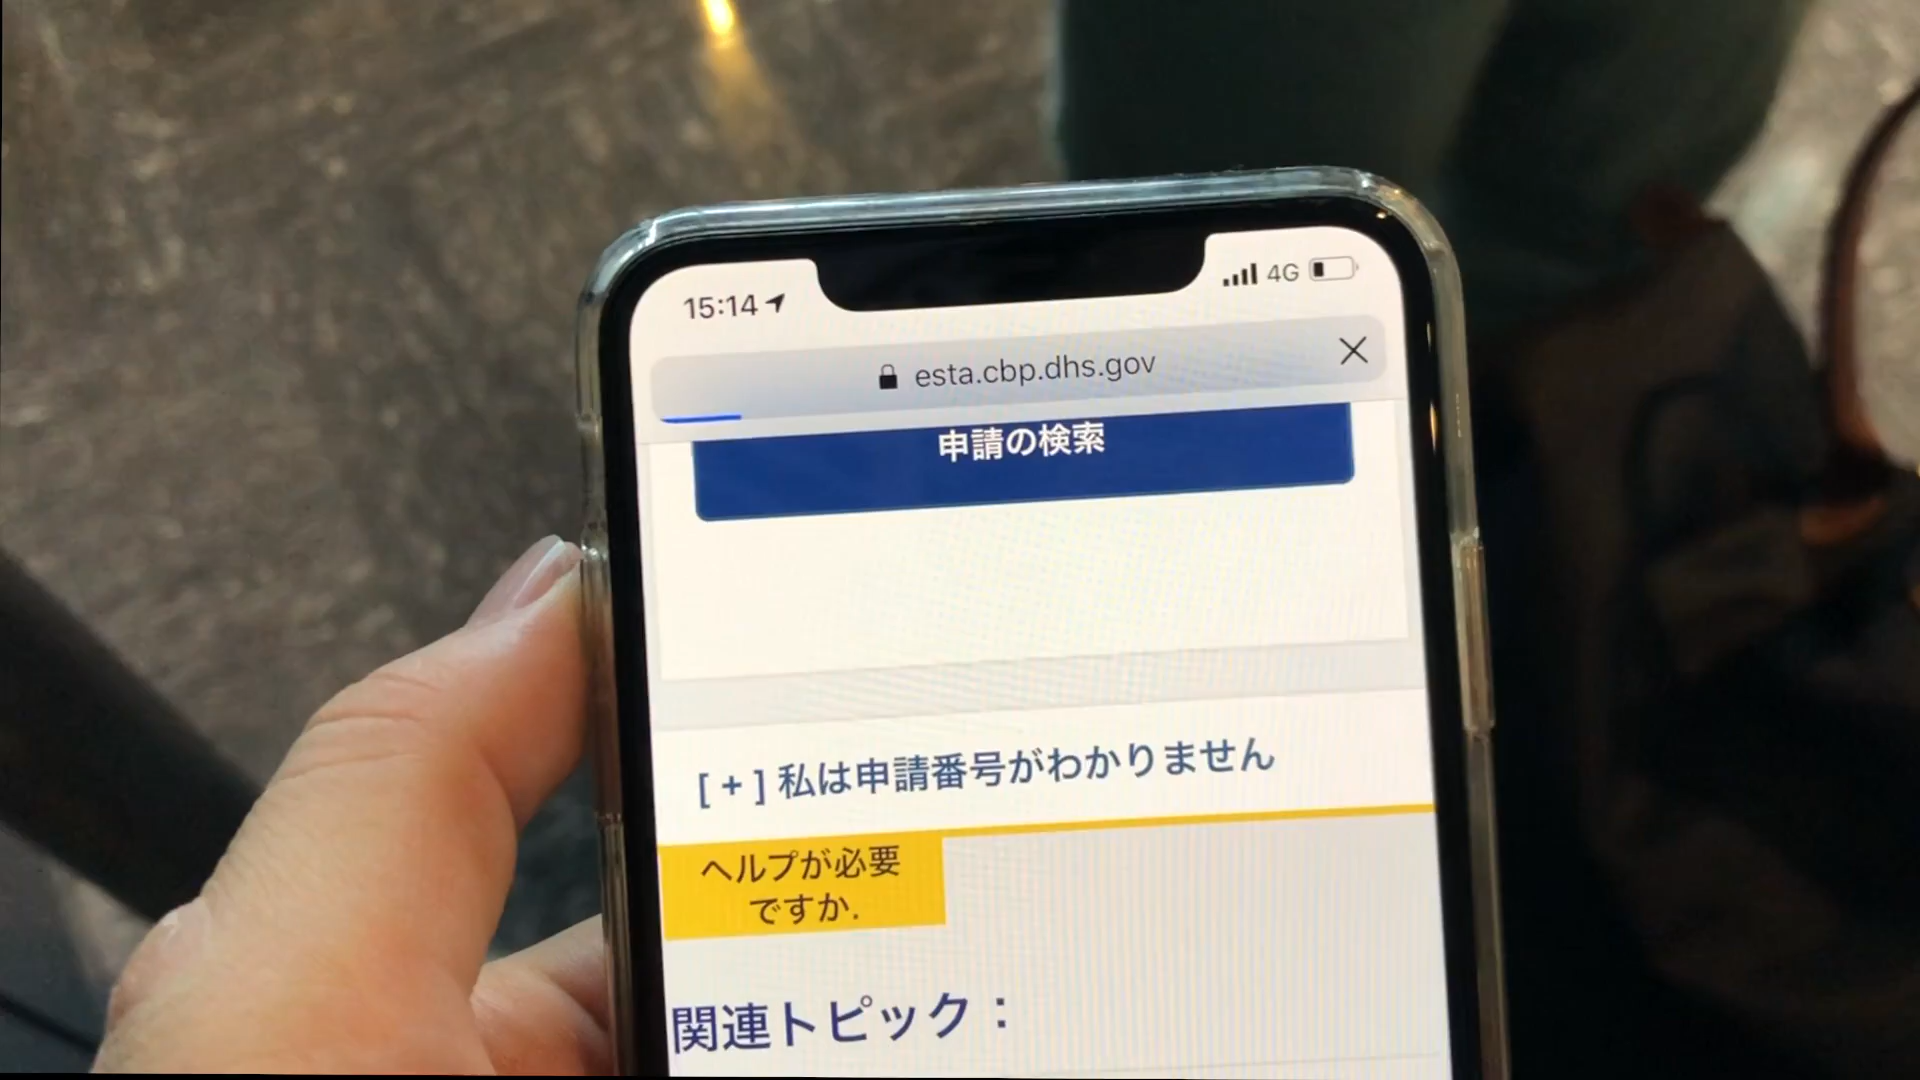 15:14
4G
esta.cbp.dhs.gov
申請の検索
[ + ] 私は申請番号がわかりません
ヘルプが必要
ですか.
関連トピック：